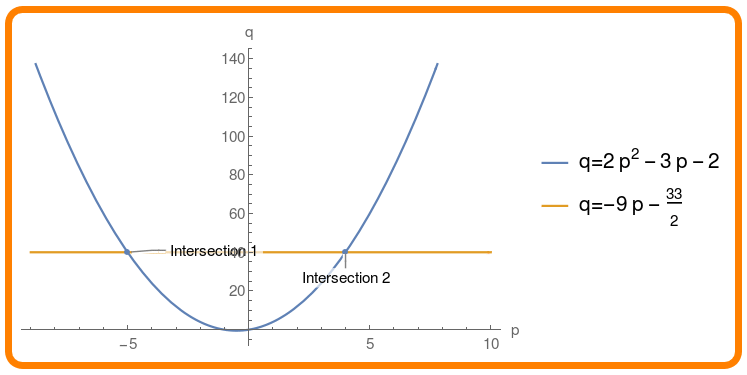 q
140
120
100
80
60
40
20
-5
5
10
p
Intersection 1
Intersection 2
q=2 p² − 3 p − 2
q=−9 p − 33/2